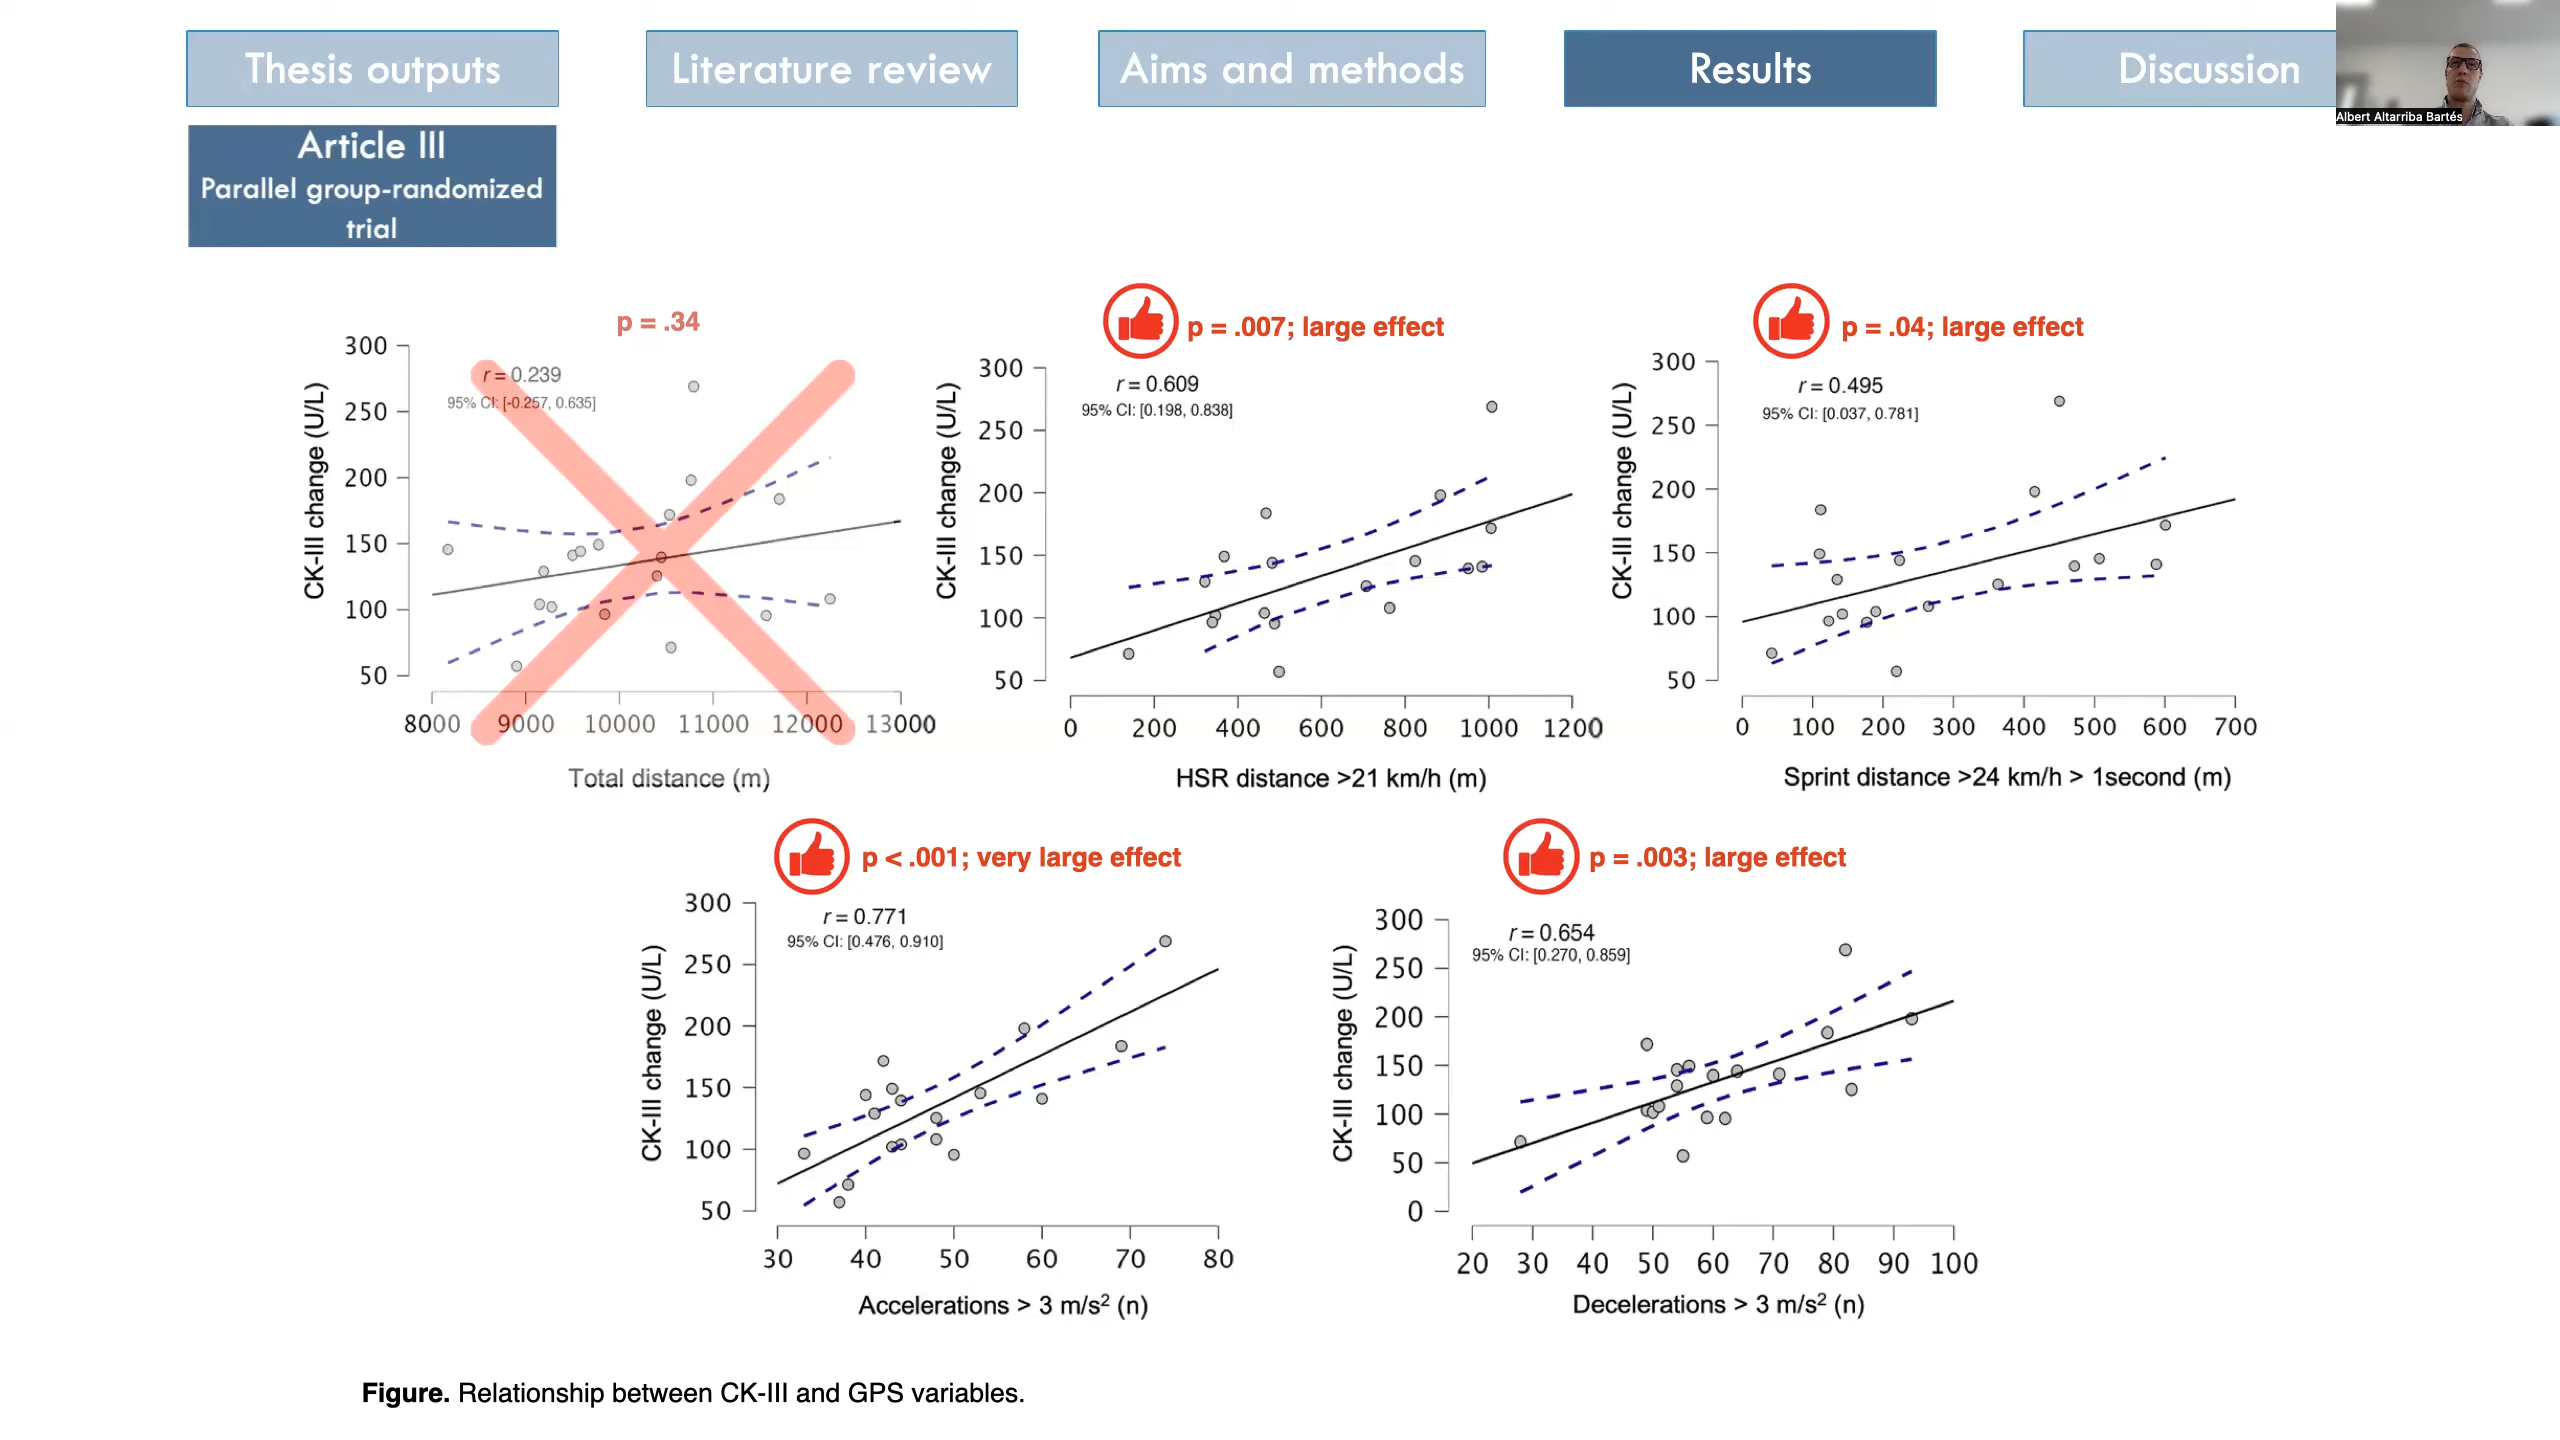 Thesis outputs
Literature review
Aims and methods
Results
Discussion
Albert Altarriba Bartés
Article III
Parallel group-randomized
trial
p = .34
r = 0.239
95% CI: [-0.257, 0.635]
CK-III change (U/L)
300
250
200
150
100
50
8000 9000 10000 11000 12000 13000
Total distance (m)
p = .007; large effect
r = 0.609
95% CI: [0.198, 0.838]
CK-III change (U/L)
300
250
200
150
100
50
0 200 400 600 800 1000 1200
HSR distance >21 km/h (m)
p = .04; large effect
r = 0.495
95% CI: [0.037, 0.781]
CK-III change (U/L)
300
250
200
150
100
50
0 100 200 300 400 500 600 700
Sprint distance >24 km/h > 1second (m)
p < .001; very large effect
r = 0.771
95% CI: [0.476, 0.910]
CK-III change (U/L)
300
250
200
150
100
50
30 40 50 60 70 80
Accelerations > 3 m/s² (n)
p = .003; large effect
r = 0.654
95% CI: [0.270, 0.859]
CK-III change (U/L)
300
250
200
150
100
50
0
20 30 40 50 60 70 80 90 100
Decelerations > 3 m/s² (n)
Figure. Relationship between CK-III and GPS variables.